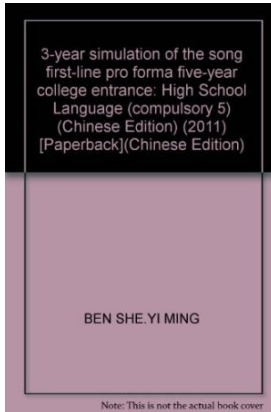 3-year simulation of the song
first-line pro forma five-year
college entrance: High School
Language (compulsory 5)
(Chinese Edition) (2011)
[Paperback](Chinese Edition)
BEN SHE.YI MING
Note: This is not the actual book cover